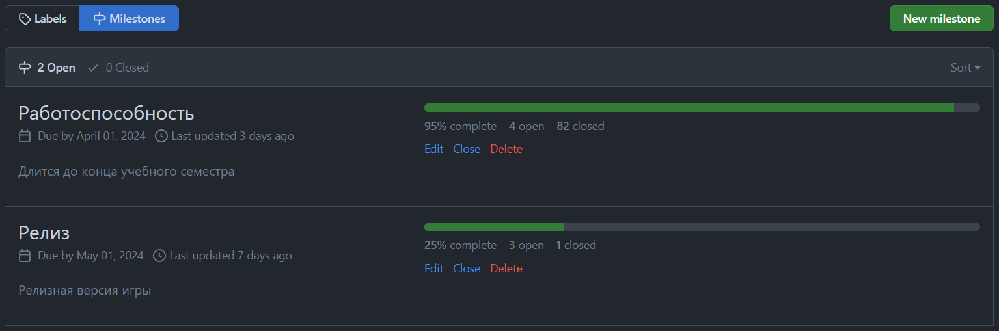 Labels Milestones New milestone
2 Open 0 Closed Sort
Работоспособность
Due by April 01, 2024 Last updated 3 days ago
Длится до конца учебного семестра
95% complete 4 open 82 closed
Edit Close Delete
Релиз
Due by May 01, 2024 Last updated 7 days ago
Релизная версия игры
25% complete 3 open 1 closed
Edit Close Delete